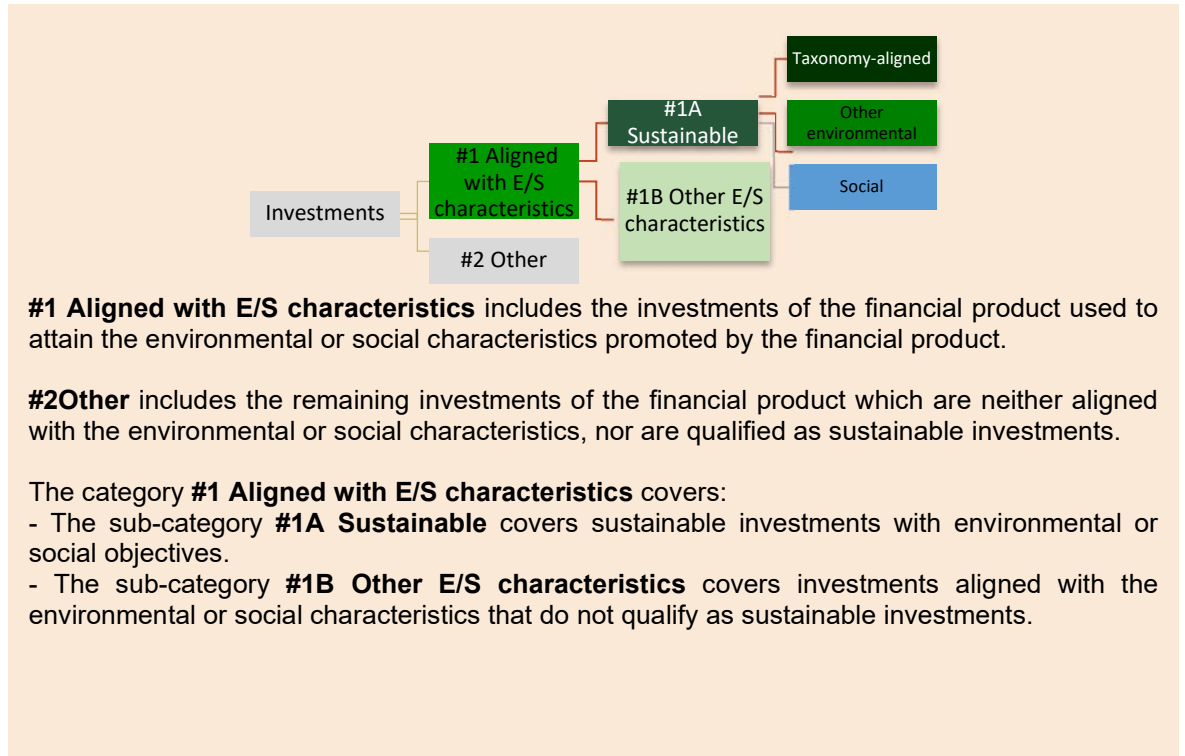 Taxonomy-aligned
#1A
Sustainable
Other
environmental
#1 Aligned
with E/S
characteristics
#1B Other E/S
characteristics
Social
Investments
#2 Other
#1 Aligned with E/S characteristics includes the investments of the financial product used to
attain the environmental or social characteristics promoted by the financial product.
#2Other includes the remaining investments of the financial product which are neither aligned
with the environmental or social characteristics, nor are qualified as sustainable investments.
The category #1 Aligned with E/S characteristics covers:
- The sub-category #1A Sustainable covers sustainable investments with environmental or
social objectives.
- The sub-category #1B Other E/S characteristics covers investments aligned with the
environmental or social characteristics that do not qualify as sustainable investments.